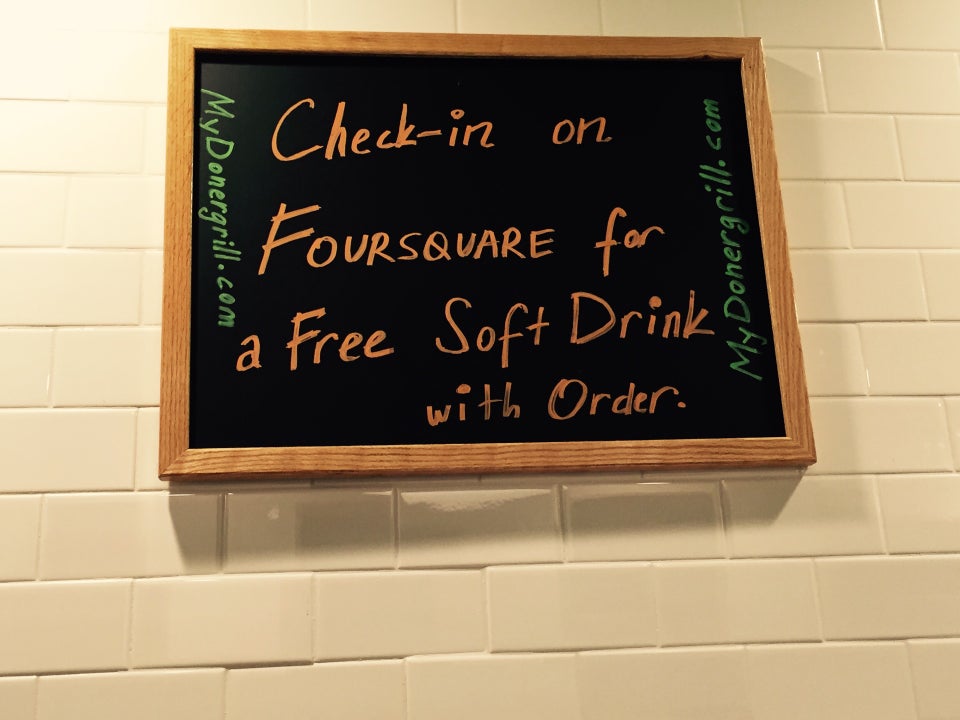 Check-in on
FOURSQUARE for
a Free Soft Drink
with Order.
MyDonergrill.com
MyDonergrill.com